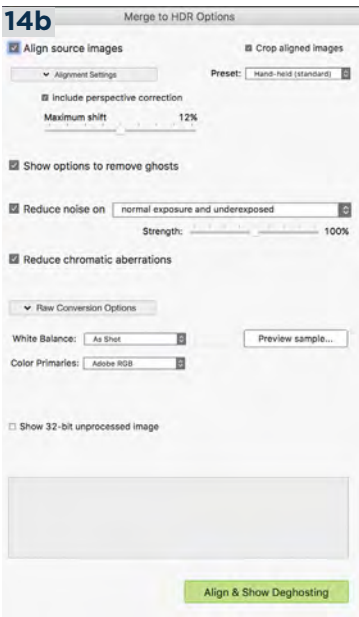 14b
Merge to HDR Options
Align source images
Crop aligned images
Alignment Settings
Preset: Hand-held (standard)
Include perspective correction
Maximum shift 12%
Show options to remove ghosts
Reduce noise on normal exposure and underexposed
Strength: 100%
Reduce chromatic aberrations
Raw Conversion Options
White Balance: As Shot
Preview sample...
Color Primaries: Adobe RGB
Show 32-bit unprocessed image
Align & Show Deghosting